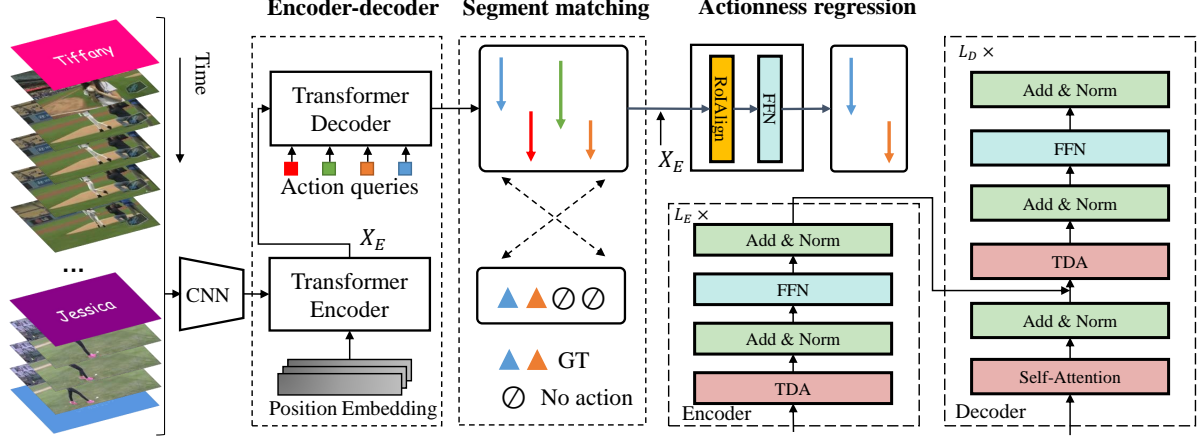 Encoder-decoder
Segment matching
Actionness regression
Tiffany
Time
...
Jessica
CNN
Transformer
Decoder
Action queries
X_E
Transformer
Encoder
Position Embedding
GT
No action
RoIAlign
FFN
X_E
L_E ×
Add & Norm
FFN
Add & Norm
TDA
Encoder
L_D ×
Add & Norm
FFN
Add & Norm
TDA
Add & Norm
Self-Attention
Decoder